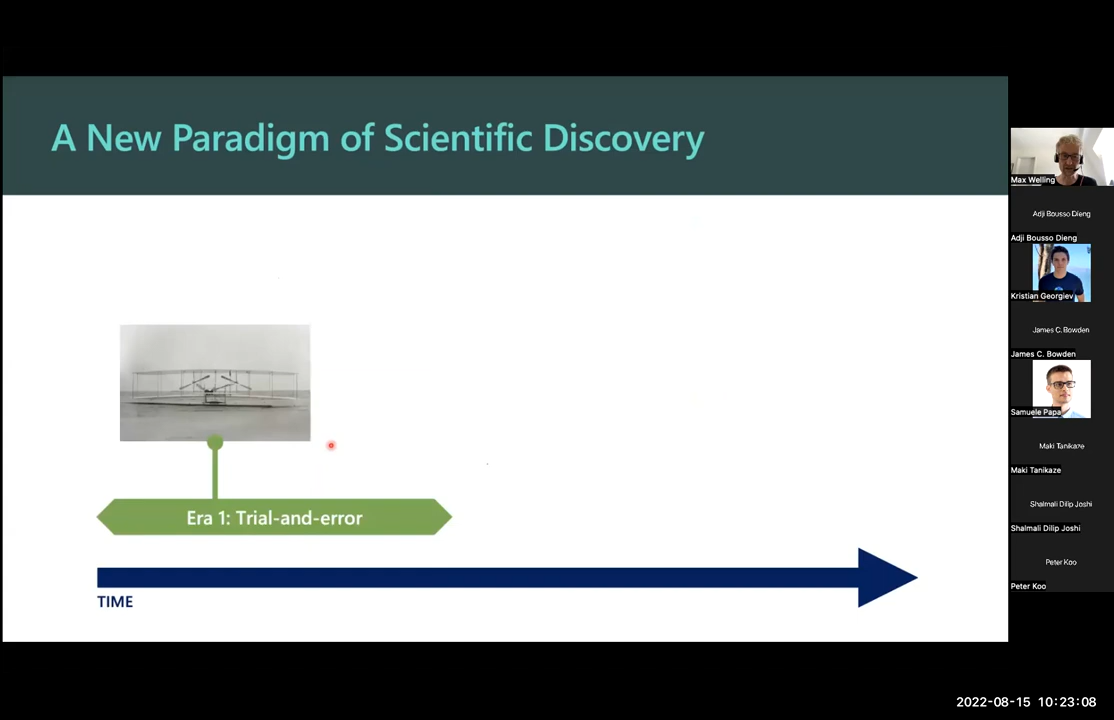 A New Paradigm of Scientific Discovery
Era 1: Trial-and-error
TIME
Max Welling
Adji Bousso Dieng
Adji Bousso Dieng
Kristian Georgiev
James C. Bowden
James C. Bowden
Samuele Papa
Maki Tanikaze
Maki Tanikaze
Shalmali Dilip Joshi
Shalmali Dilip Joshi
Peter Koo
Peter Koo
2022-08-15 10:23:08